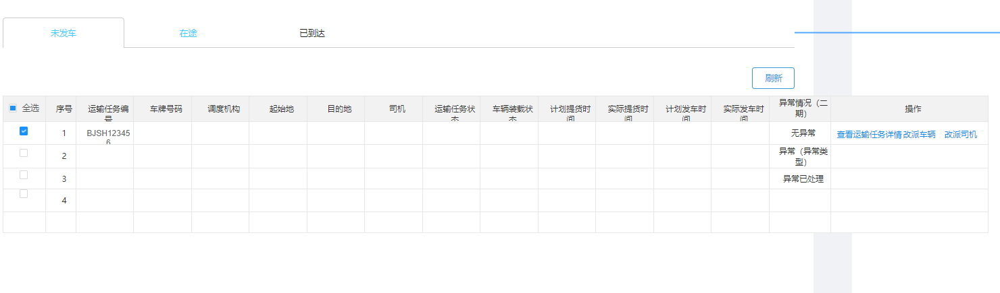 未发车
在途
已到达
刷新
全选
序号
运输任务编
号
车牌号码
调度机构
起始地
目的地
司机
运输任务状
态
车辆装载状
态
计划提货时
间
实际提货时
间
计划发车时
间
实际发车时
间
异常情况（二
期）
操作
1
BJSH12345
6
无异常
查看运输任务详情 改派车辆 改派司机
2
异常（异常类
型）
3
异常已处理
4